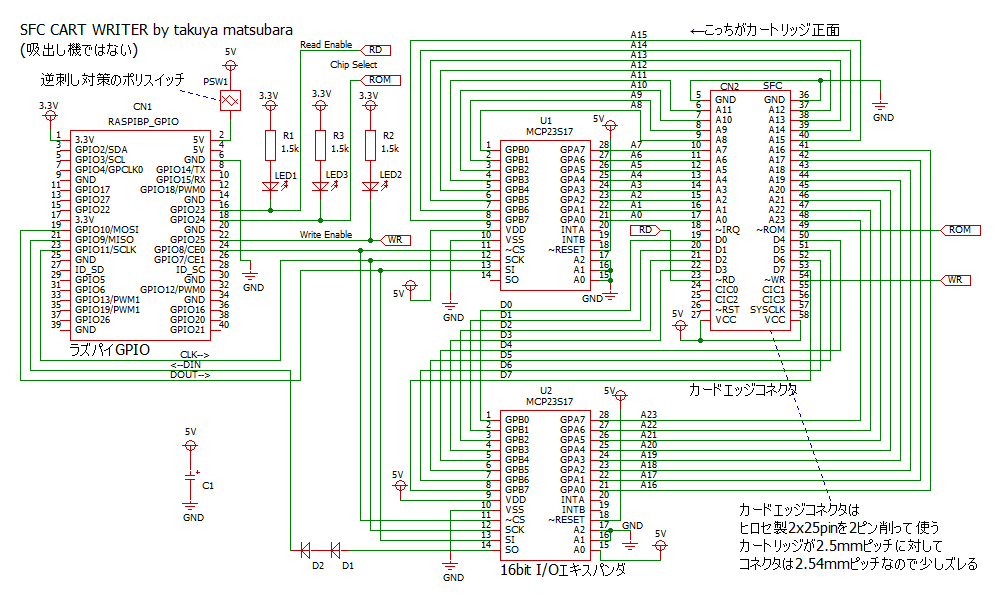 SFC CART WRITER by takuya matsubara
(吸出し機ではない)
逆刺し対策のポリスイッチ
←こっちがカートリッジ正面
5V
PSW1
Read Enable
RD
Chip Select
ROM
3.3V
3.3V
3.3V
3.3V
CN1
RASPIBP_GPIO
R1
1.5k
R3
1.5k
R2
1.5k
LED1
LED3
LED2
Write Enable
WR
1 3.3V 5V 2
3 GPIO2/SDA 5V 4
5 GPIO3/SCL GND 6
7 GPIO4/GPCLK0 GPIO14/TX 8
9 GND GPIO15/RX 10
11 GPIO17 GPIO18/PWM0 12
13 GPIO27 GND 14
15 GPIO22 GPIO23 16
17 3.3V GPIO24 18
19 GPIO10/MOSI GND 20
21 GPIO9/MISO GPIO25 22
23 GPIO11/SCLK GPIO8/CE0 24
25 GND GPIO7/CE1 26
27 ID_SD ID_SC 28
29 GPIO5 GND 30
31 GPIO6 GPIO12/PWM0 32
33 GPIO13/PWM1 GND 34
35 GPIO19/PWM1 GPIO16 36
37 GPIO26 GPIO20 38
39 GND GPIO21 40
GND
ラズパイGPIO
CLK-->
<--DIN
DOUT-->
A15
A14
A13
A12
A11
A10
A9
A8
U1
MCP23S17
5V
1 GPB0 GPA7 28 A7
2 GPB1 GPA6 27 A6
3 GPB2 GPA5 26 A5
4 GPB3 GPA4 25 A4
5 GPB4 GPA3 24 A3
6 GPB5 GPA2 23 A2
7 GPB6 GPA1 22 A1
8 GPB7 GPA0 21 A0
9 VDD INTA 20
10 VSS INTB 19
11 ~CS ~RESET 18
12 SCK A2 17
13 SI A1 16
14 SO A0 15
5V
GND
GND
RD
CN2 SFC
5 GND GND 36
6 A11 A12 37
7 A10 A13 38
8 A9 A14 39
9 A8 A15 40
10 A7 A16 41
11 A6 A17 42
12 A5 A18 43
13 A4 A19 44
14 A3 A20 45
15 A2 A21 46
16 A1 A22 47
17 A0 A23 48
18 ~IRQ ~ROM 49
19 D0 D4 50
20 D1 D5 51
21 D2 D6 52
22 D3 D7 53
23 ~RD ~WR 54
24 CIC0 CIC1 55
25 CIC2 CIC3 56
26 ~RST SYSCLK 57
27 VCC VCC 58
GND
ROM
WR
5V
D0
D1
D2
D3
D4
D5
D6
D7
カードエッジコネクタ
U2
MCP23S17
5V
1 GPB0 GPA7 28 A23
2 GPB1 GPA6 27 A22
3 GPB2 GPA5 26 A21
4 GPB3 GPA4 25 A20
5 GPB4 GPA3 24 A19
6 GPB5 GPA2 23 A18
7 GPB6 GPA1 22 A17
8 GPB7 GPA0 21 A16
9 VDD INTA 20
10 VSS INTB 19
11 ~CS ~RESET 18
12 SCK A2 17
13 SI A1 16
14 SO A0 15
5V
GND
GND
5V
16bit I/Oエキスパンダ
5V
C1
+
GND
D2
D1
カードエッジコネクタは
ヒロセ製2x25pinを2ピン削って使う
カートリッジが2.5mmピッチに対して
コネクタは2.54mmピッチなので少しズレる